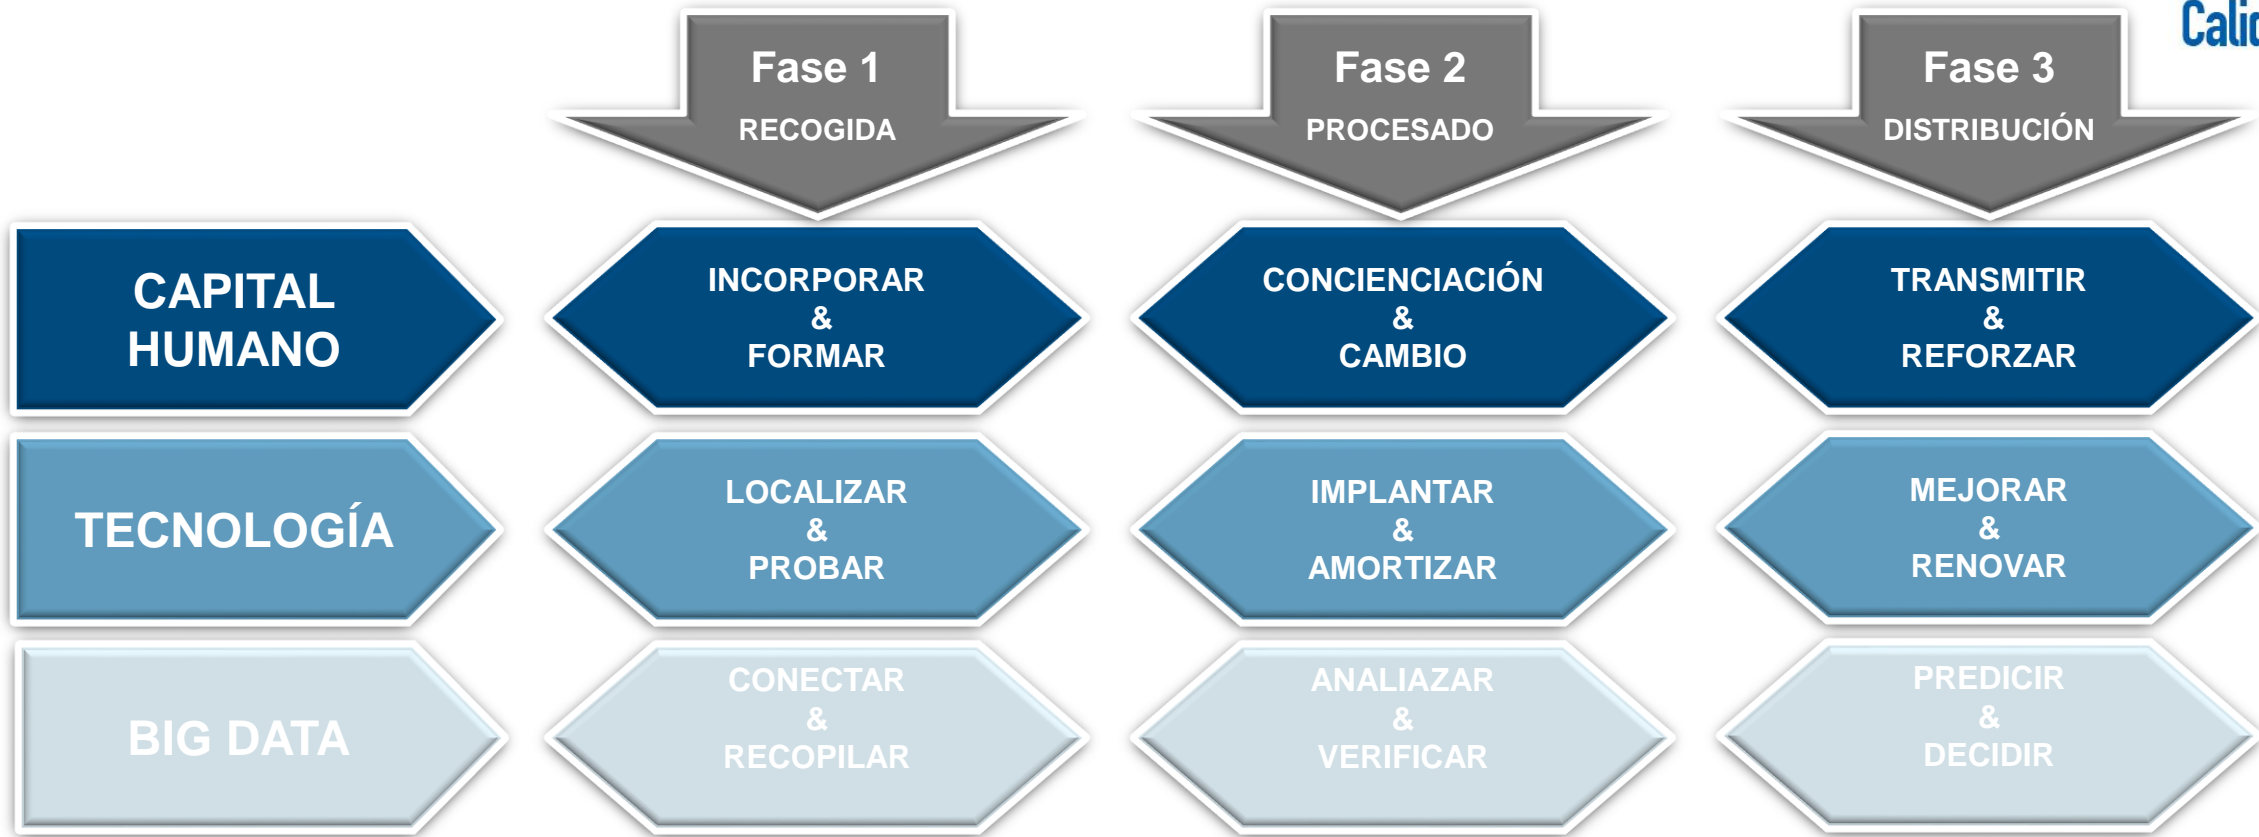 Fase 1
RECOGIDA
Fase 2
PROCESADO
Fase 3
DISTRIBUCIÓN
CAPITAL
HUMANO
INCORPORAR
&
FORMAR
CONCIENCIACIÓN
&
CAMBIO
TRANSMITIR
&
REFORZAR
TECNOLOGÍA
LOCALIZAR
&
PROBAR
IMPLANTAR
&
AMORTIZAR
MEJORAR
&
RENOVAR
BIG DATA
CONECTAR
&
RECOPILAR
ANALIAZAR
&
VERIFICAR
PREDICIR
&
DECIDIR